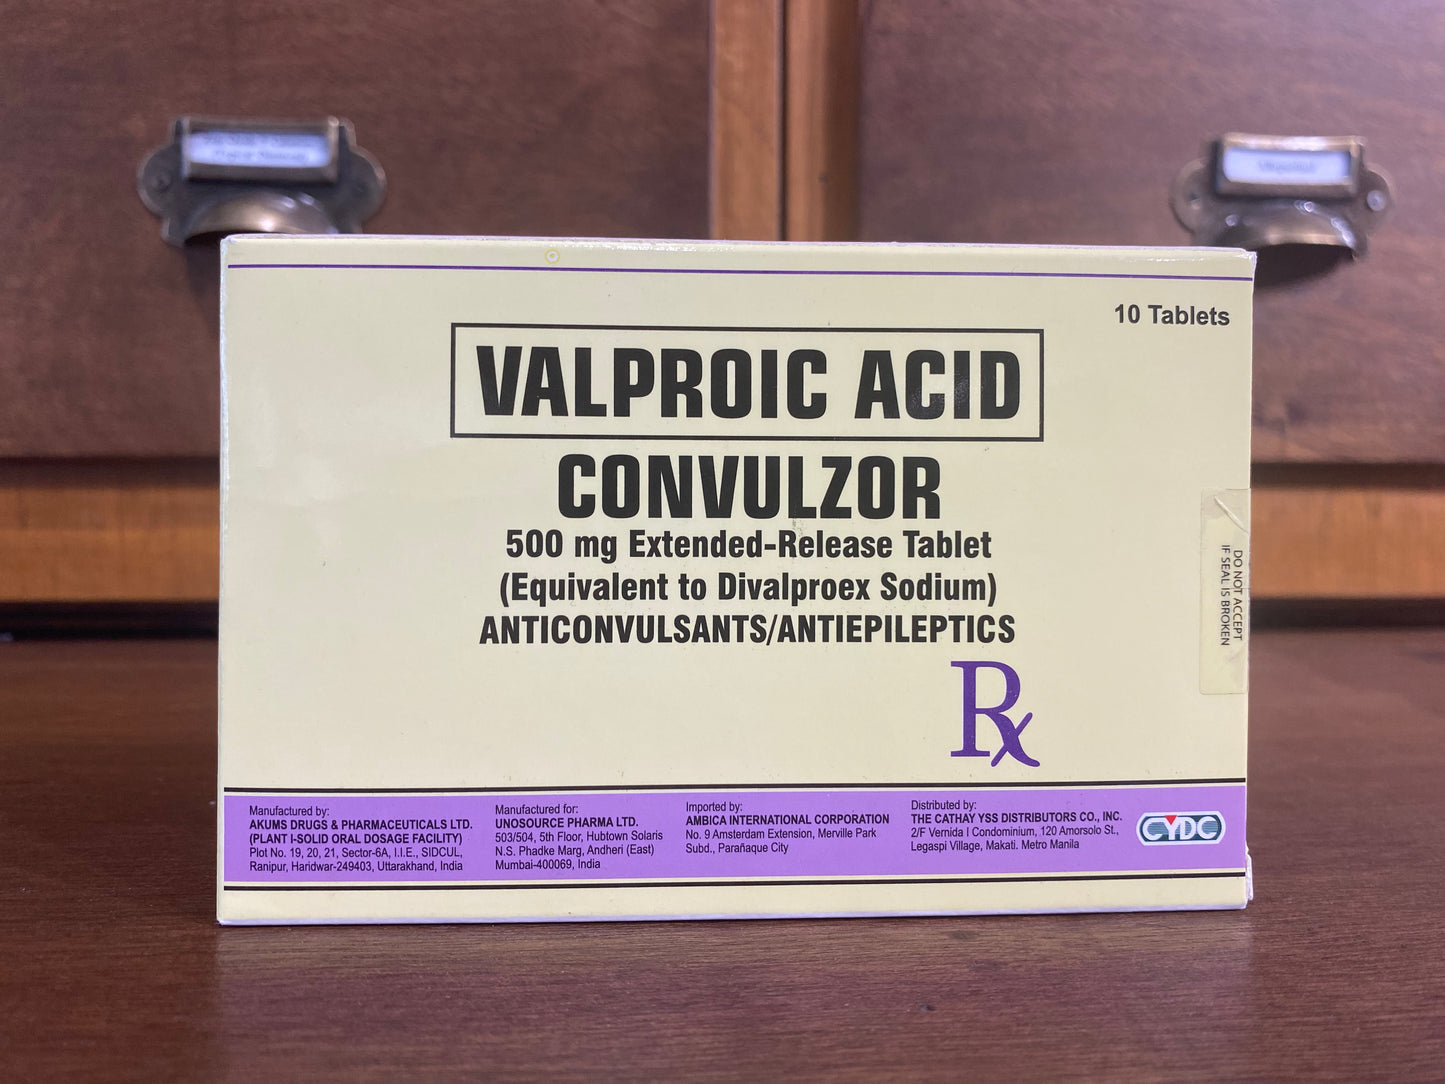 10 Tablets
VALPROIC ACID
CONVULZOR
500 mg Extended-Release Tablet
(Equivalent to Divalproex Sodium)
ANTICONVULSANTS/ANTIEPILEPTICS
Rx
DO NOT ACCEPT
IF SEAL IS BROKEN
Manufactured by:
AKUMS DRUGS & PHARMACEUTICALS LTD.
(PLANT I-SOLID ORAL DOSAGE FACILITY)
Plot No. 19, 20, 21, Sector-6A, I.I.E., SIDCUL,
Ranipur, Haridwar-249403, Uttarakhand, India
Manufactured for:
UNOSOURCE PHARMA LTD.
503/504, 5th Floor, Hubtown Solaris
N.S. Phadke Marg, Andheri (East)
Mumbai-400069, India
Imported by:
AMBICA INTERNATIONAL CORPORATION
No. 9 Amsterdam Extension, Merville Park
Subd., Parañaque City
Distributed by:
THE CATHAY YSS DISTRIBUTORS CO., INC.
2/F Vernida I Condominium, 120 Amorsolo St.,
Legaspi Village, Makati. Metro Manila
CYDC